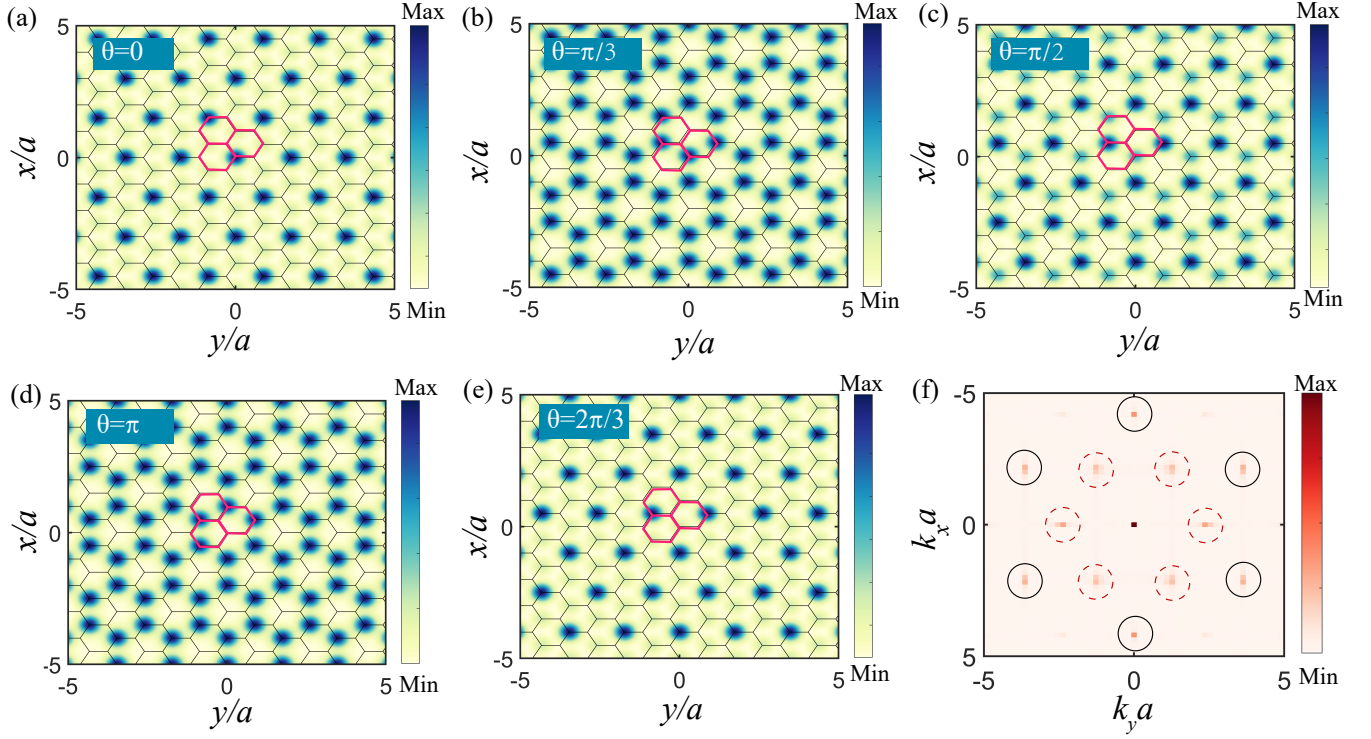 (a)
θ=0
x/a
5
0
-5
-5
0
5
y/a
Max
Min
(b)
θ=π/3
x/a
5
0
-5
-5
0
5
y/a
Max
Min
(c)
θ=π/2
x/a
5
0
-5
-5
0
5
y/a
Max
Min
(d)
θ=π
x/a
5
0
-5
-5
0
5
y/a
Max
Min
(e)
θ=2π/3
x/a
5
0
-5
-5
0
5
y/a
Max
Min
(f)
kₓa
-5
0
5
-5
0
5
k_y a
Max
Min